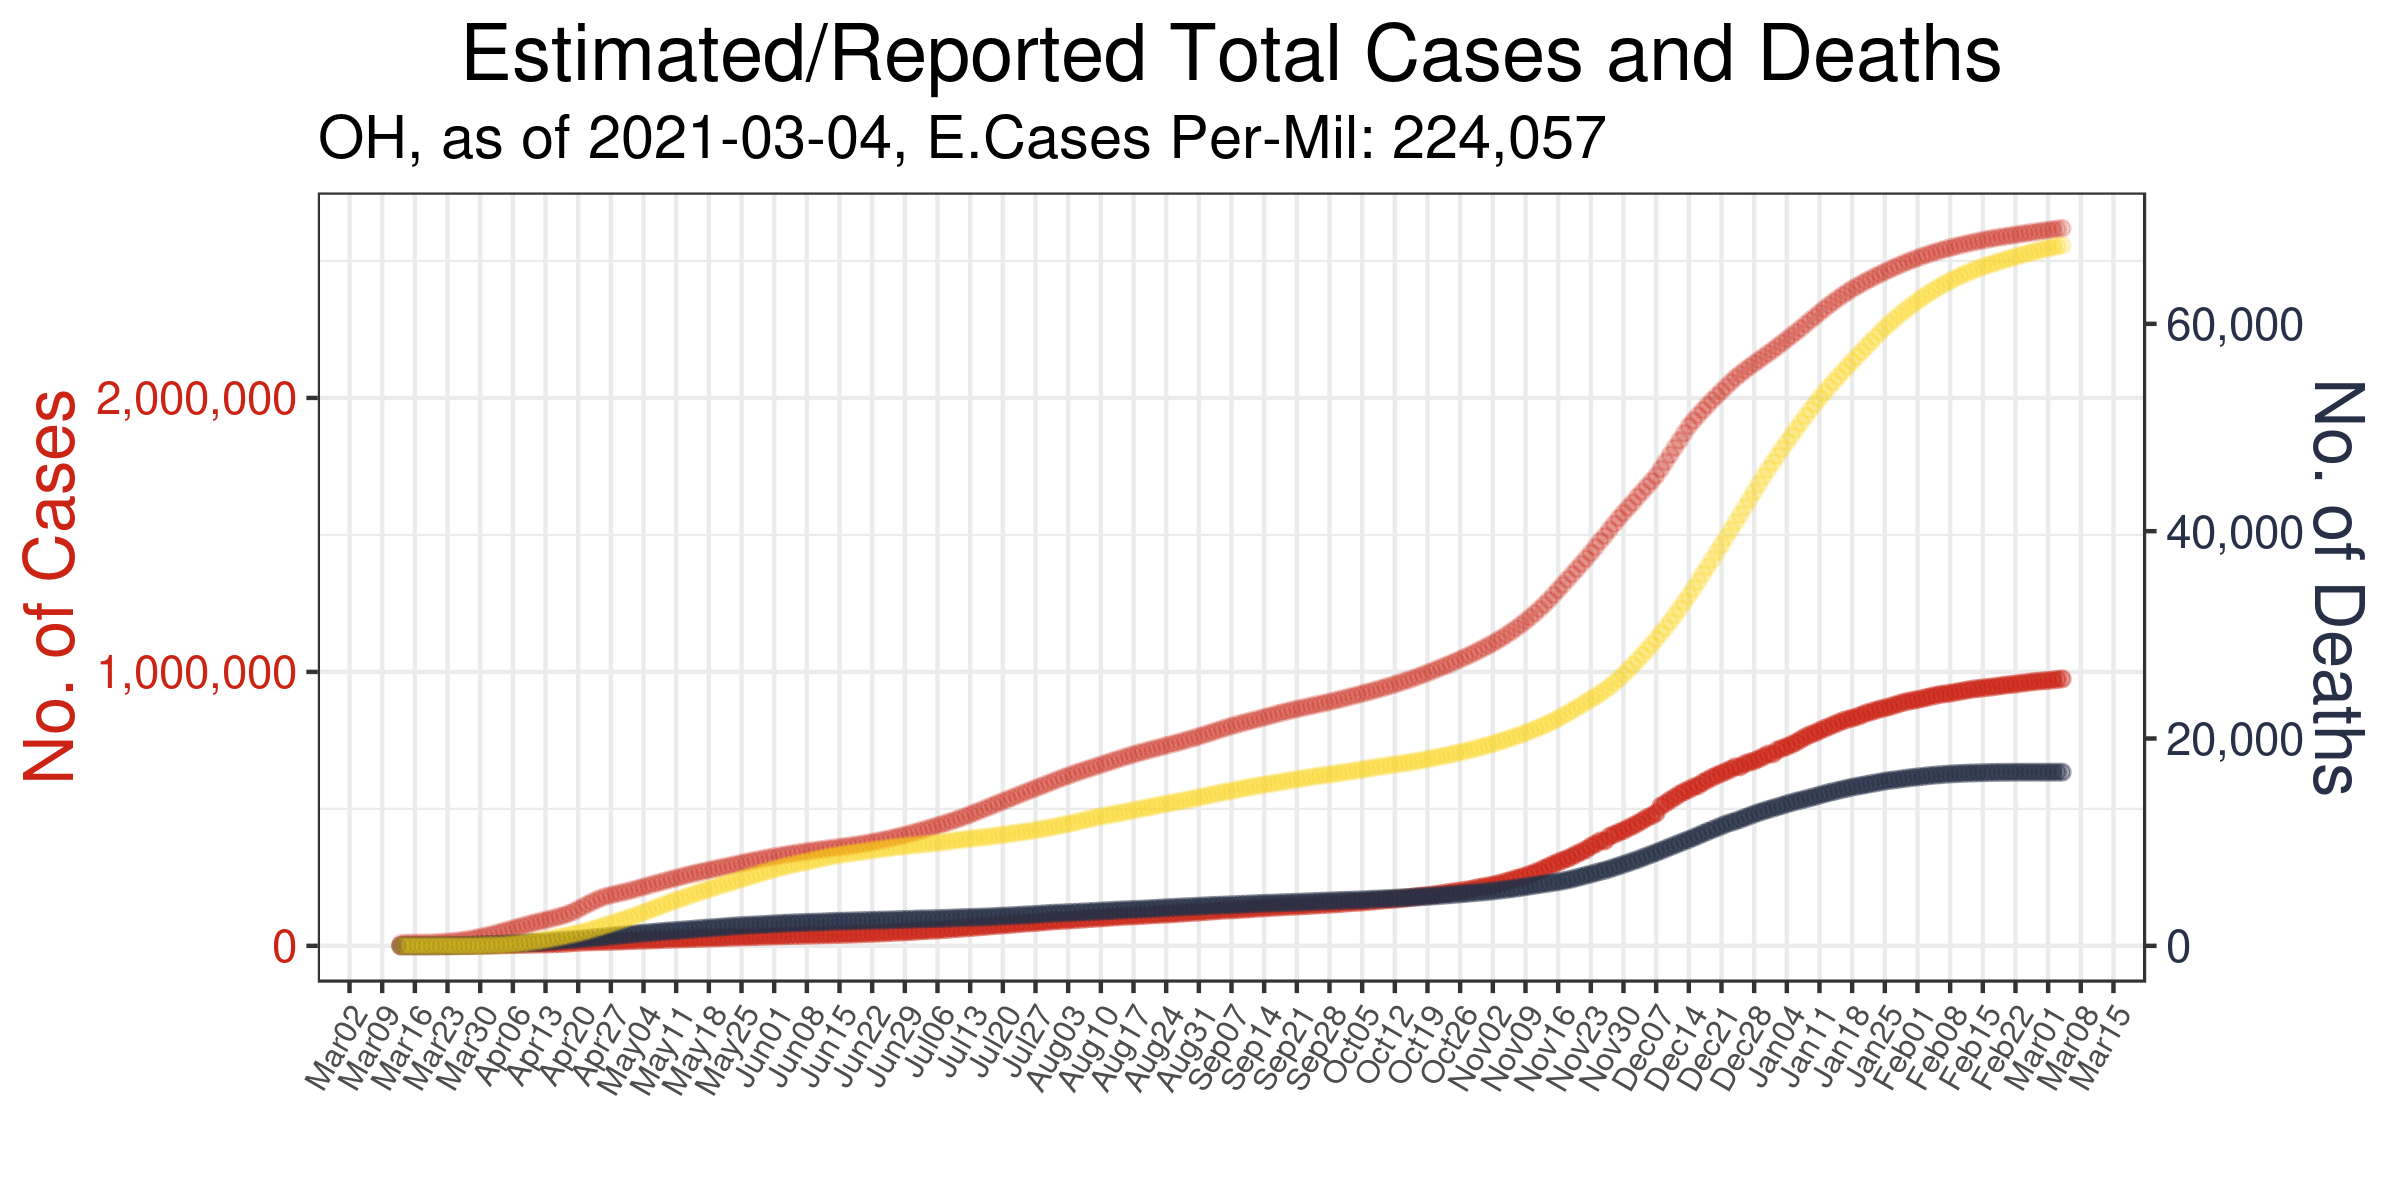 Estimated/Reported Total Cases and Deaths
OH, as of 2021-03-04, E.Cases Per-Mil: 224,057
No. of Cases
2,000,000
1,000,000
0
60,000
40,000
20,000
0
No. of Deaths
Mar02
Mar09
Mar16
Mar23
Mar30
Apr06
Apr13
Apr20
Apr27
May04
May11
May18
May25
Jun01
Jun08
Jun15
Jun22
Jun29
Jul06
Jul13
Jul20
Jul27
Aug03
Aug10
Aug17
Aug24
Aug31
Sep07
Sep14
Sep21
Sep28
Oct05
Oct12
Oct19
Oct26
Nov02
Nov09
Nov16
Nov23
Nov30
Dec07
Dec14
Dec21
Dec28
Jan04
Jan11
Jan18
Jan25
Feb01
Feb08
Feb15
Feb22
Mar01
Mar08
Mar15